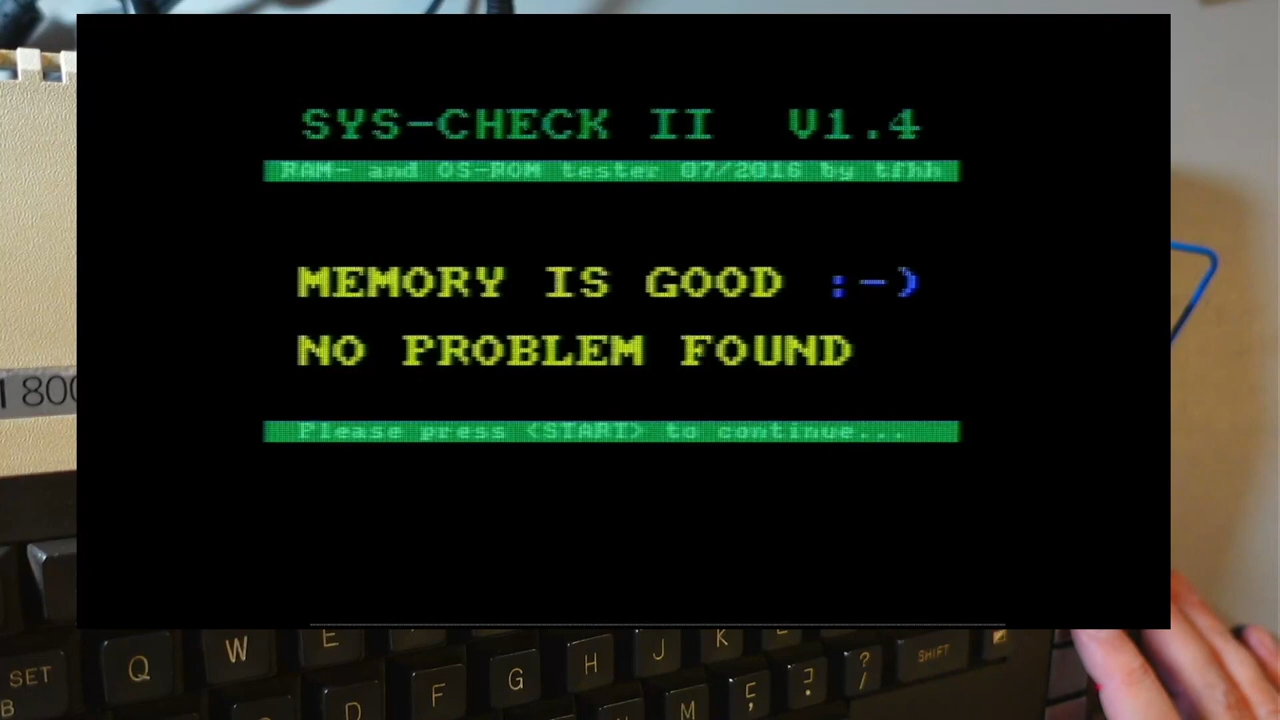 SYS-CHECK II V1.4
RAM- and OS-ROM tester 07/2016 by tfhh
MEMORY IS GOOD :-)
NO PROBLEM FOUND
Please press <START> to continue...
800
SET
B
Q
W
E
F
G
H
J
K
D
M
;
,
:
.
?
/
SHIFT